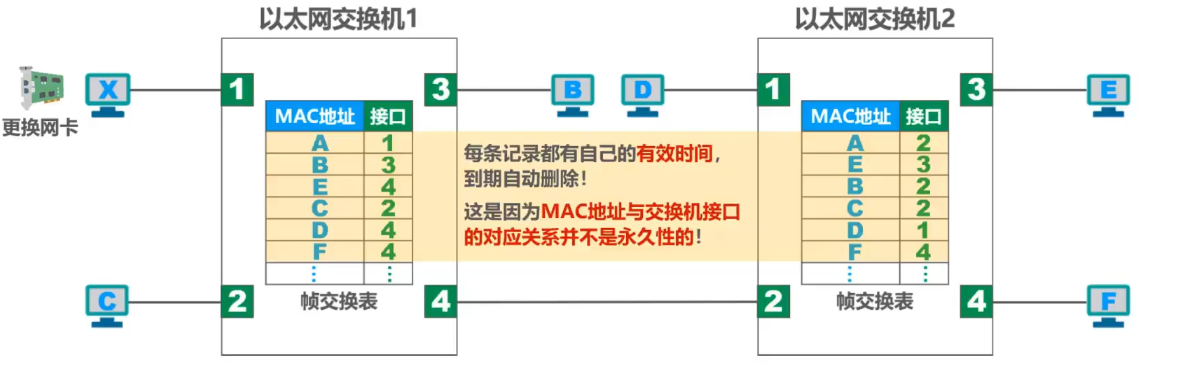 以太网交换机1
以太网交换机2
更换网卡
X
1
3
B
D
1
3
E
MAC地址 接口
A 1
B 3
E 4
C 2
D 4
F 4
⋮ ⋮
帧交换表
每条记录都有自己的有效时间，
到期自动删除！
这是因为MAC地址与交换机接口
的对应关系并不是永久性的！
MAC地址 接口
A 2
E 3
B 2
C 2
D 1
F 4
⋮ ⋮
帧交换表
C
2
4
2
4
F